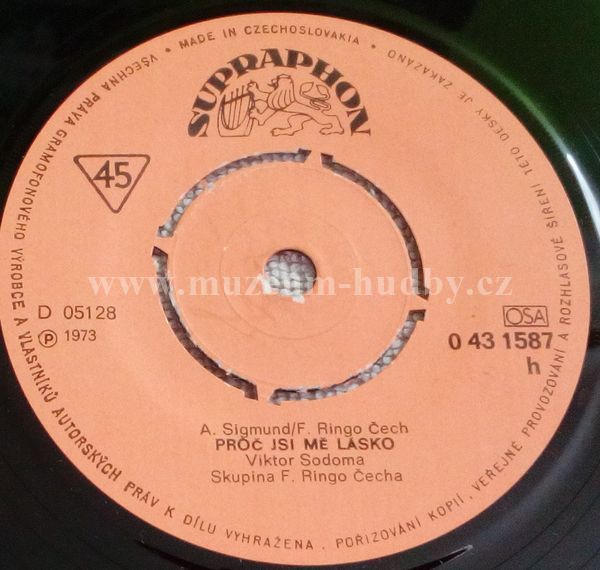 VŠECHNA PRÁVA GRAMOFONOVÉHO VÝROBCE A VLASTNÍKŮ AUTORSKÝCH PRÁV K DÍLU VYHRAŽENA. POŘIZOVÁNÍ KOPIÍ, VEŘEJNÉ PROVOZOVÁNÍ A ROZHLASOVÉ ŠÍŘENÍ TÉTO DESKY JE ZAKÁZÁNO
• MADE IN CZECHOSLOVAKIA •
SUPRAPHON
45
www.muzeum-hudby.cz
D 05128
OSA
℗ 1973
0 43 1587
h
A. Sigmund/F. Ringo Čech
PROČ JSI MĚ LÁSKO
Viktor Sodoma
Skupina F. Ringo Čecha